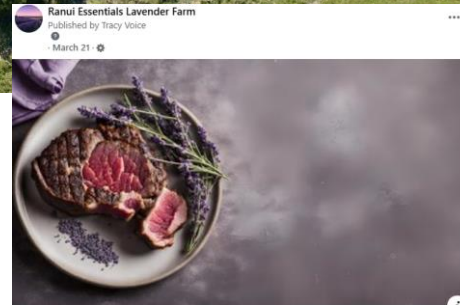 Ranui Essentials Lavender Farm
Published by Tracy Voice
· March 21 ·